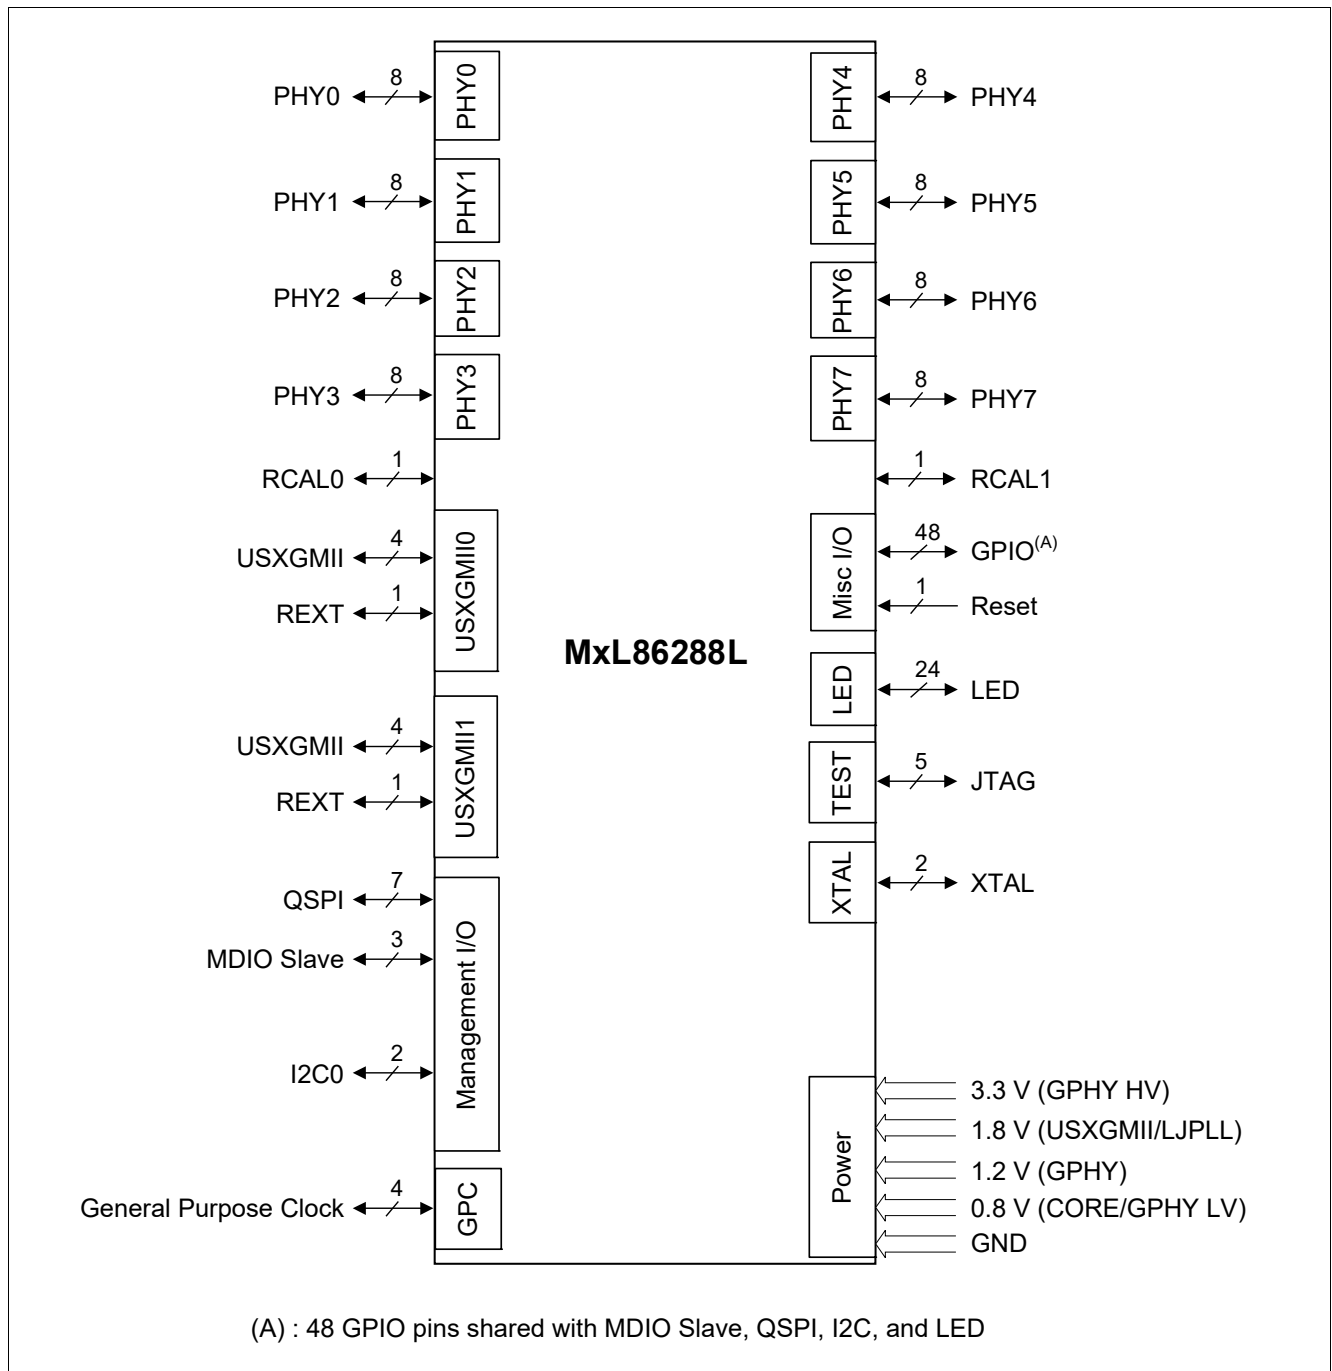 PHY0 8 PHY0
PHY1 8 PHY1
PHY2 8 PHY2
PHY3 8 PHY3
RCAL0 1
USXGMII 4
REXT 1
USXGMII0
USXGMII 4
REXT 1
USXGMII1
QSPI 7
MDIO Slave 3
I2C0 2
Management I/O
General Purpose Clock 4 GPC
MxL86288L
PHY4 8 PHY4
PHY5 8 PHY5
PHY6 8 PHY6
PHY7 8 PHY7
1 RCAL1
Misc I/O
48 GPIO(A)
1 Reset
LED 24 LED
TEST 5 JTAG
XTAL 2 XTAL
Power
3.3 V (GPHY HV)
1.8 V (USXGMII/LJPLL)
1.2 V (GPHY)
0.8 V (CORE/GPHY LV)
GND
(A) : 48 GPIO pins shared with MDIO Slave, QSPI, I2C, and LED